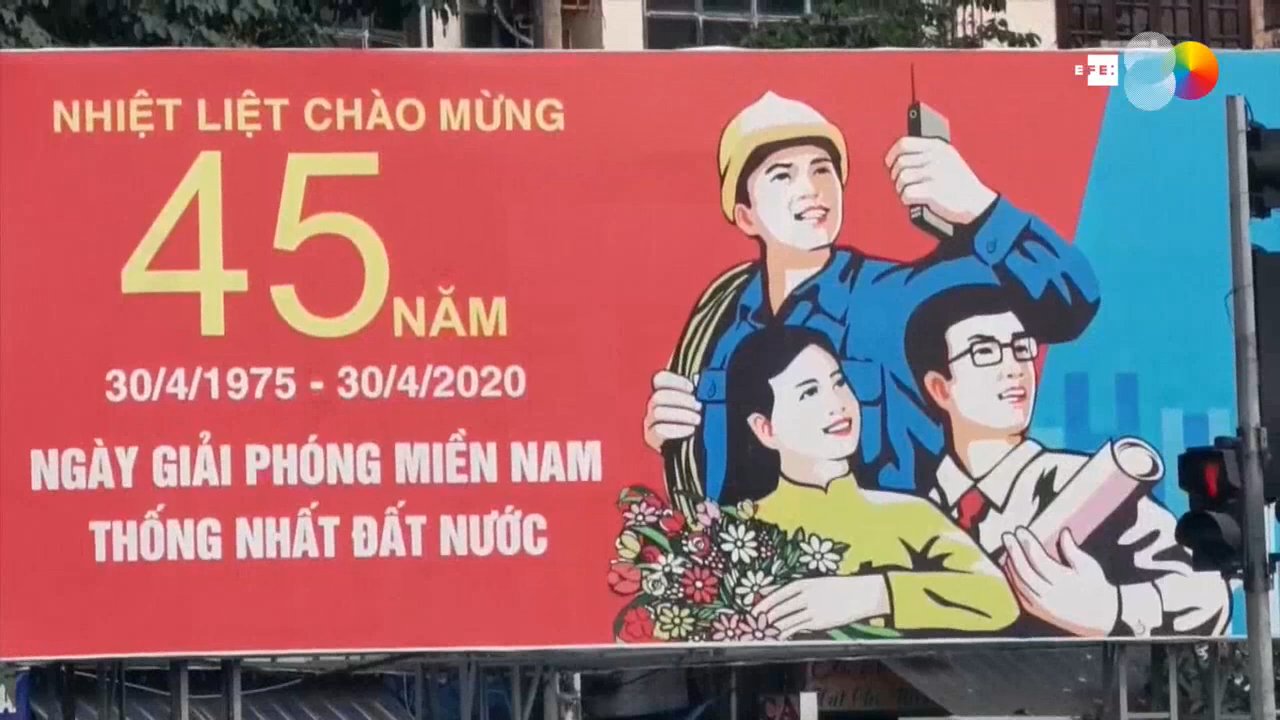 NHIỆT LIỆT CHÀO MỪNG
45 NĂM
30/4/1975 - 30/4/2020
NGÀY GIẢI PHÓNG MIỀN NAM
THỐNG NHẤT ĐẤT NƯỚC
EFE: